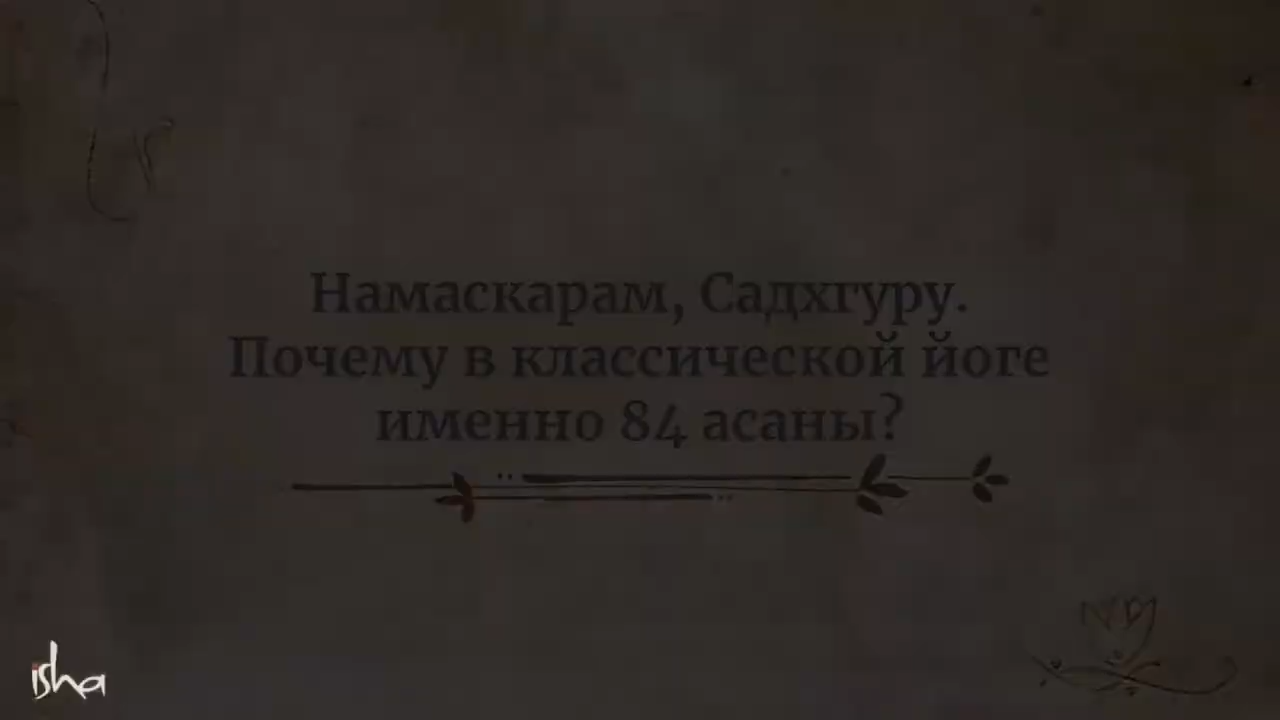 Намаскарам, Садхгуру.
Почему в классической йоге
именно 84 асаны?
isha